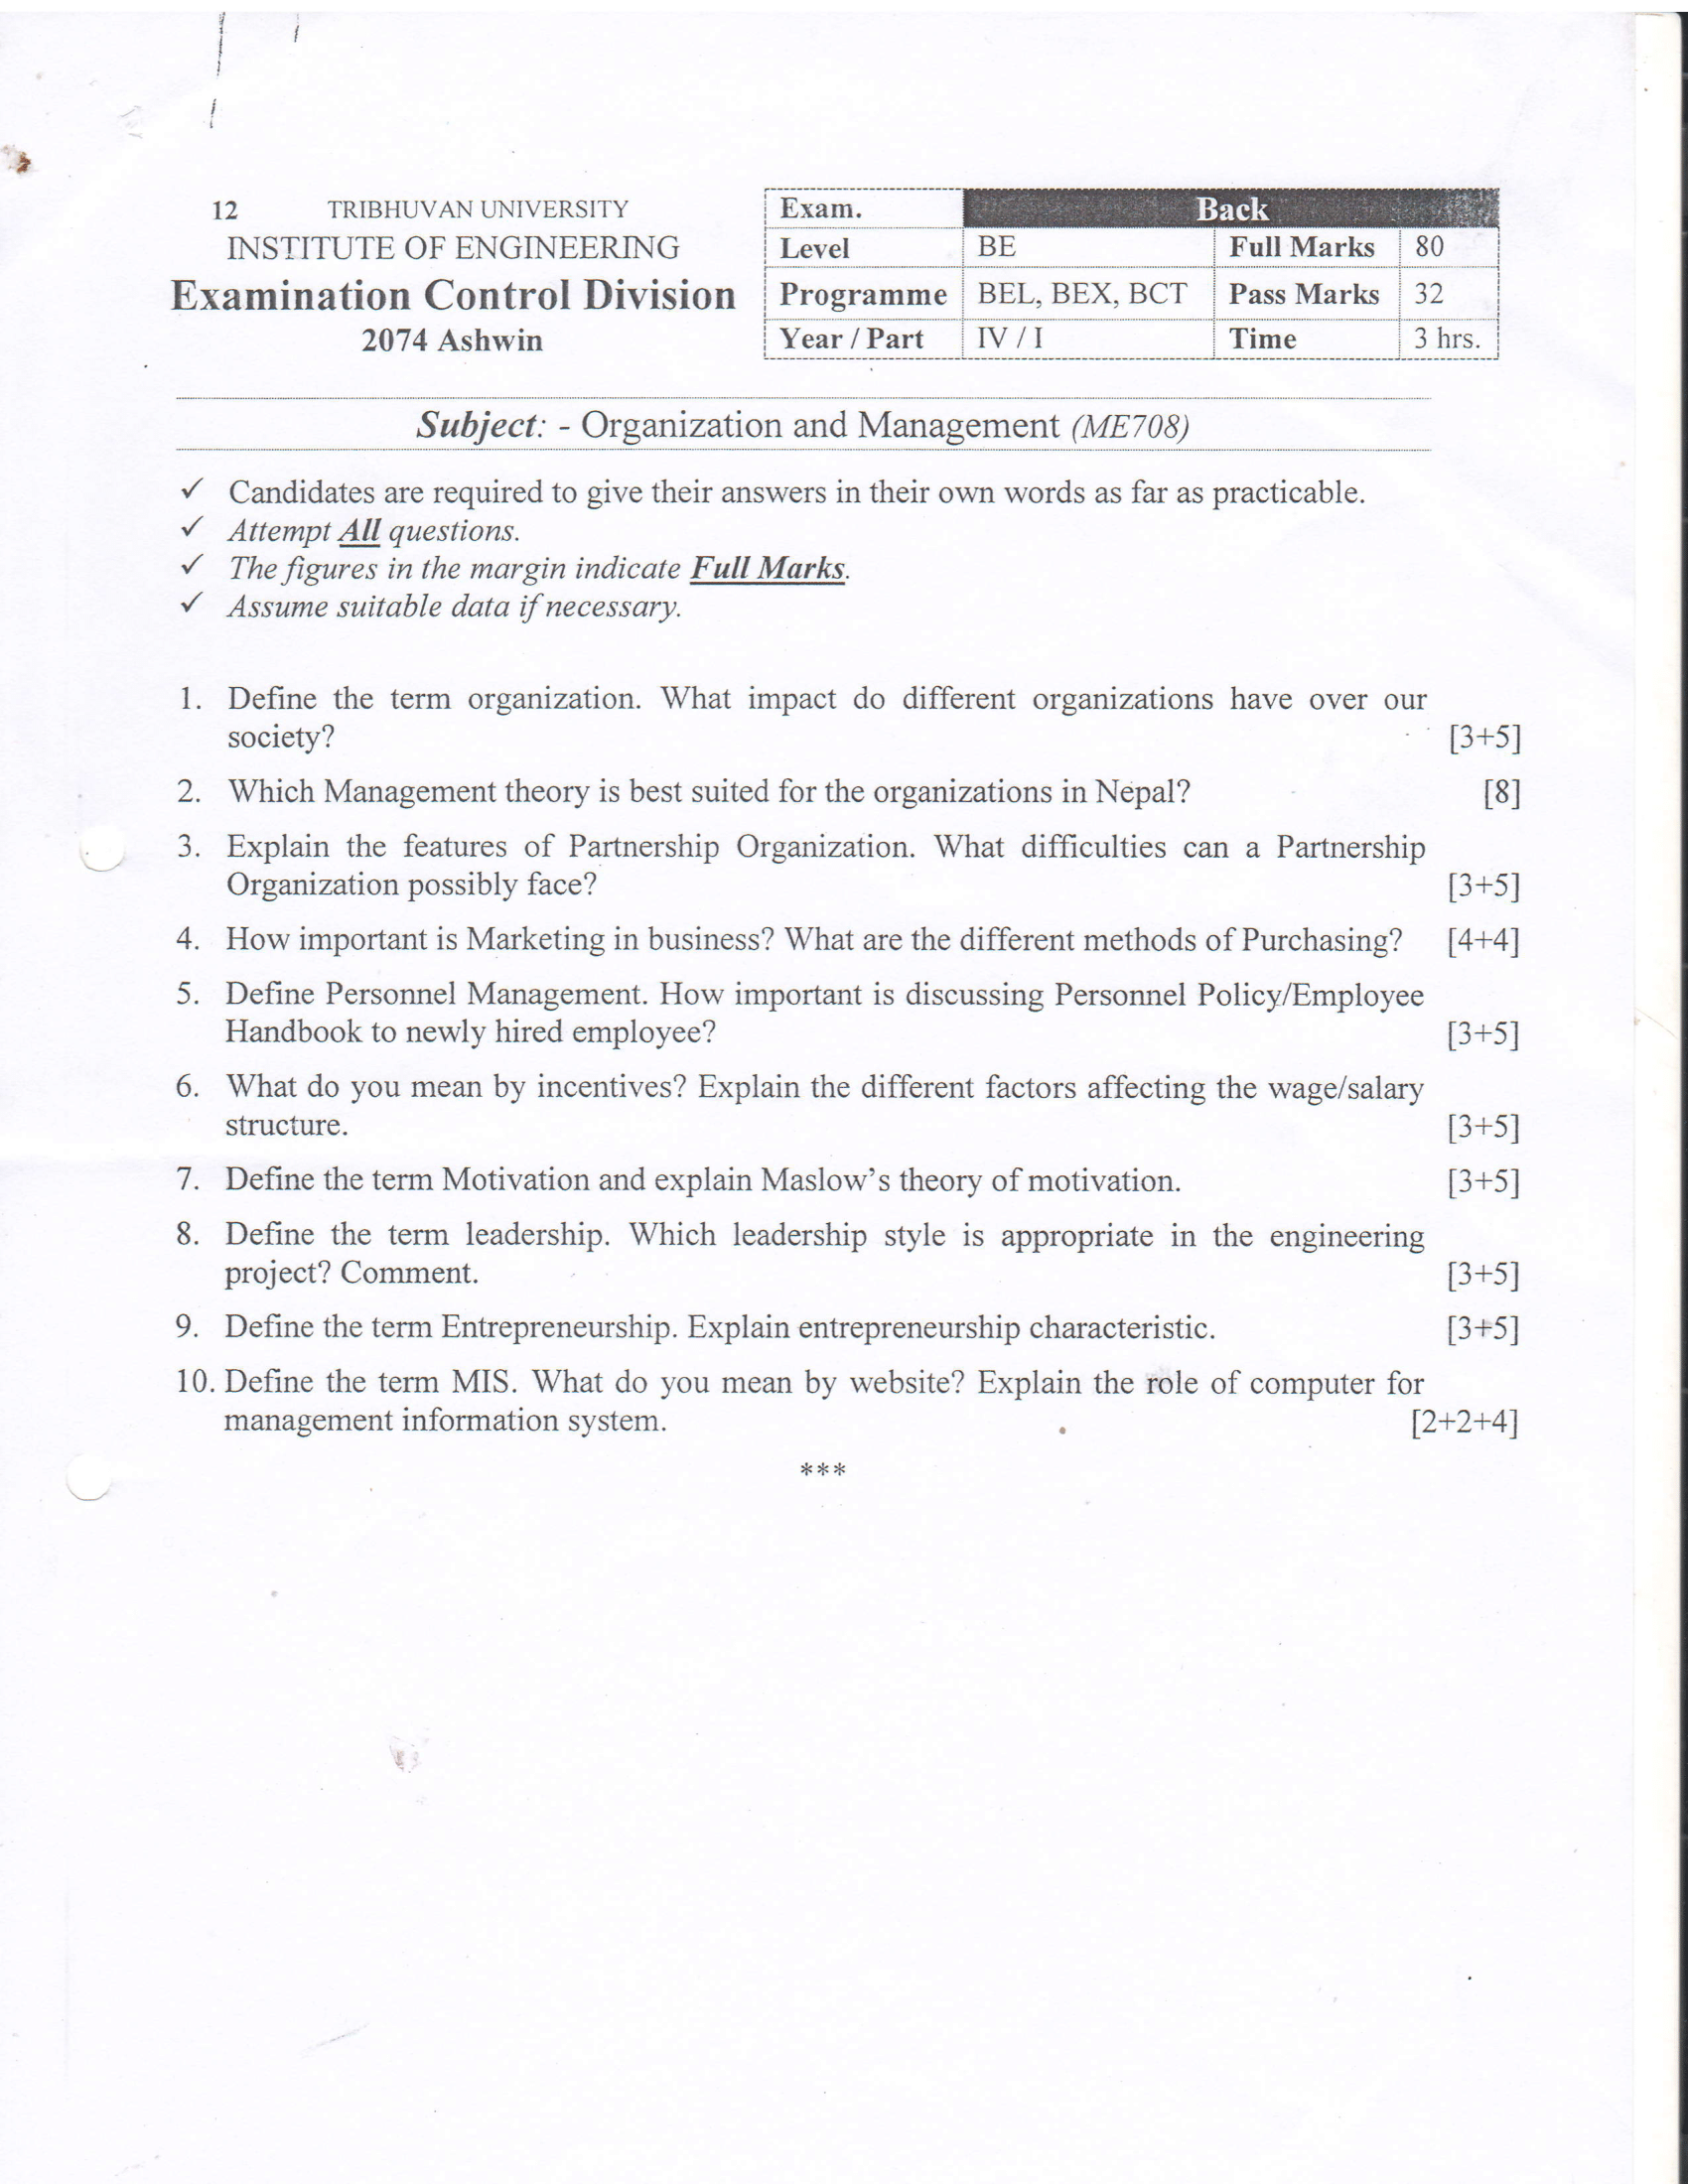 12 TRIBHUVAN UNIVERSITY
INSTITUTE OF ENGINEERING
Examination Control Division
2074 Ashwin
Exam. Back
Level BE Full Marks 80
Programme BEL, BEX, BCT Pass Marks 32
Year / Part IV / I Time 3 hrs.
Subject: - Organization and Management (ME708)
✓ Candidates are required to give their answers in their own words as far as practicable.
✓ Attempt All questions.
✓ The figures in the margin indicate Full Marks.
✓ Assume suitable data if necessary.
1. Define the term organization. What impact do different organizations have over our
society? [3+5]
2. Which Management theory is best suited for the organizations in Nepal? [8]
3. Explain the features of Partnership Organization. What difficulties can a Partnership
Organization possibly face? [3+5]
4. How important is Marketing in business? What are the different methods of Purchasing? [4+4]
5. Define Personnel Management. How important is discussing Personnel Policy/Employee
Handbook to newly hired employee? [3+5]
6. What do you mean by incentives? Explain the different factors affecting the wage/salary
structure. [3+5]
7. Define the term Motivation and explain Maslow's theory of motivation. [3+5]
8. Define the term leadership. Which leadership style is appropriate in the engineering
project? Comment. [3+5]
9. Define the term Entrepreneurship. Explain entrepreneurship characteristic. [3+5]
10. Define the term MIS. What do you mean by website? Explain the role of computer for
management information system. [2+2+4]
***